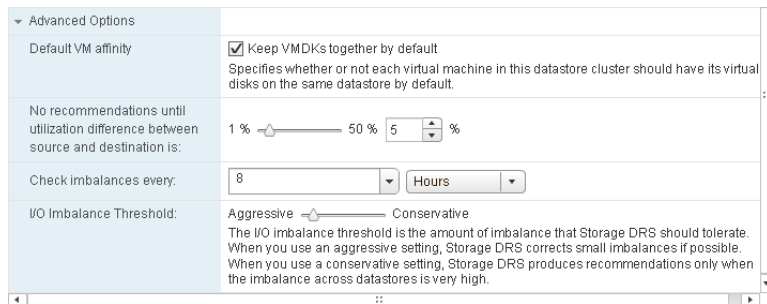 Advanced Options
Default VM affinity
Keep VMDKs together by default
Specifies whether or not each virtual machine in this datastore cluster should have its virtual
disks on the same datastore by default.
No recommendations until
utilization difference between
source and destination is:
1 % 50 % 5 %
Check imbalances every:
8 Hours
I/O Imbalance Threshold:
Aggressive Conservative
The I/O imbalance threshold is the amount of imbalance that Storage DRS should tolerate.
When you use an aggressive setting, Storage DRS corrects small imbalances if possible.
When you use a conservative setting, Storage DRS produces recommendations only when
the imbalance across datastores is very high.